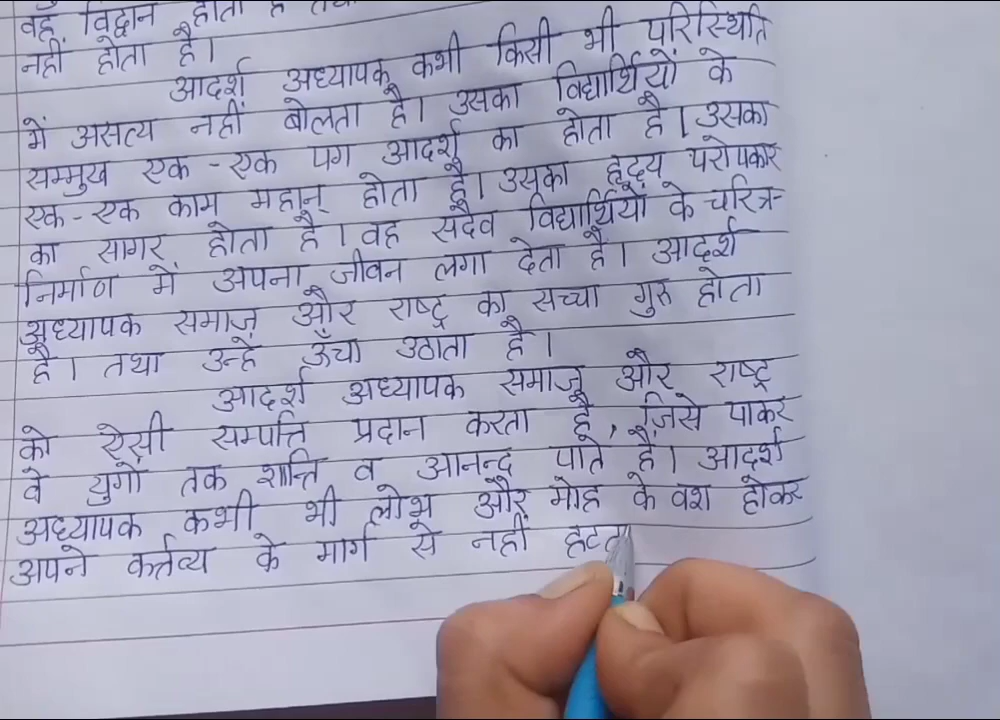 वह विद्वान होता है
नहीं होता है।
आदर्श अध्यापक कभी किसी भी परिस्थिति
में असत्य नहीं बोलता है। उसका विद्यार्थियों के
सम्मुख एक - एक पग आदर्श का होता है। उसका
एक - एक काम महान् होता है। उसका हृदय परोपकार
का सागर होता है। वह सदैव विद्यार्थियों के चरित्र-
निर्माण में अपना जीवन लगा देता है। आदर्श
अध्यापक समाज और राष्ट्र का सच्चा गुरु होता
है। तथा उन्हें ऊँचा उठाता है।
आदर्श अध्यापक समाज और राष्ट्र
को ऐसी सम्पत्ति प्रदान करता है, जिसे पाकर
वे युगों तक शान्ति व आनन्द पाते हैं। आदर्श
अध्यापक कभी भी लोभ और मोह के वश होकर
अपने कर्त्तव्य के मार्ग से नहीं हटत